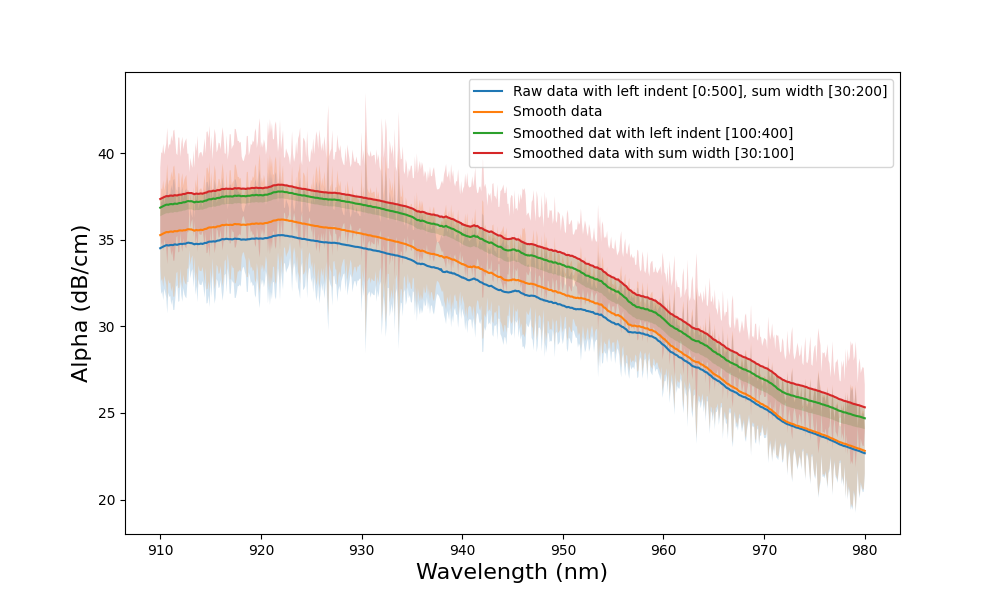 Raw data with left indent [0:500], sum width [30:200]
Smooth data
Smoothed dat with left indent [100:400]
Smoothed data with sum width [30:100]
Alpha (dB/cm)
40
35
30
25
20
910 920 930 940 950 960 970 980
Wavelength (nm)